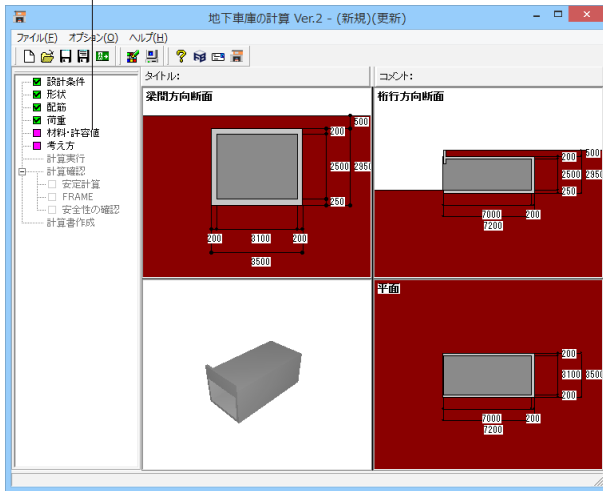 地下車庫の計算 Ver.2 - (新規)(更新)
ファイル(F) オプション(O) ヘルプ(H)
設計条件
形状
配筋
荷重
材料・許容値
考え方
計算実行
計算確認
安定計算
FRAME
安全性の確認
計算書作成
タイトル:
コメント:
梁間方向断面
500
200
2500 2950
250
200 3100 200
3500
桁行方向断面
200 500
2500 2950
250
7000 200
7200
平面
200
3100 3500
200
7000 200
7200